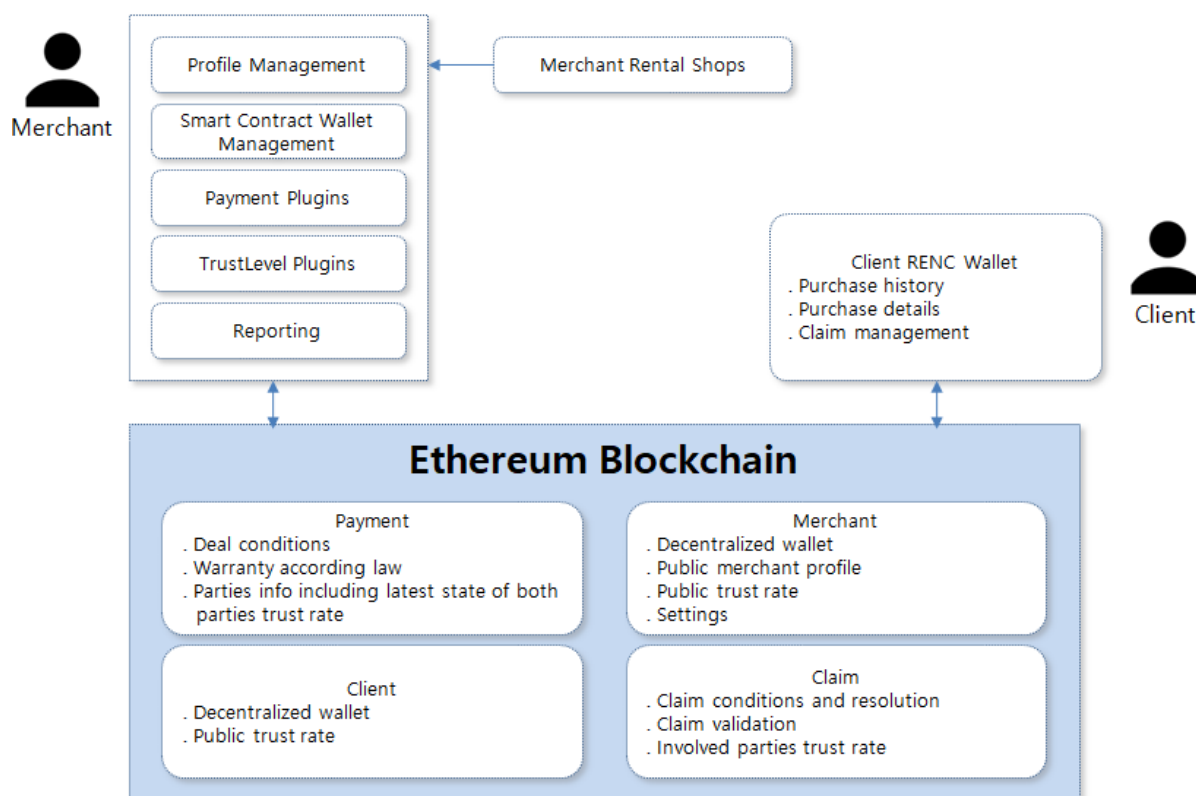 Merchant
Profile Management
Smart Contract Wallet
Management
Payment Plugins
TrustLevel Plugins
Reporting
Merchant Rental Shops
Client RENC Wallet
. Purchase history
. Purchase details
. Claim management
Client
Ethereum Blockchain
Payment
. Deal conditions
. Warranty according law
. Parties info including latest state of both
parties trust rate
Merchant
. Decentralized wallet
. Public merchant profile
. Public trust rate
. Settings
Client
. Decentralized wallet
. Public trust rate
Claim
. Claim conditions and resolution
. Claim validation
. Involved parties trust rate